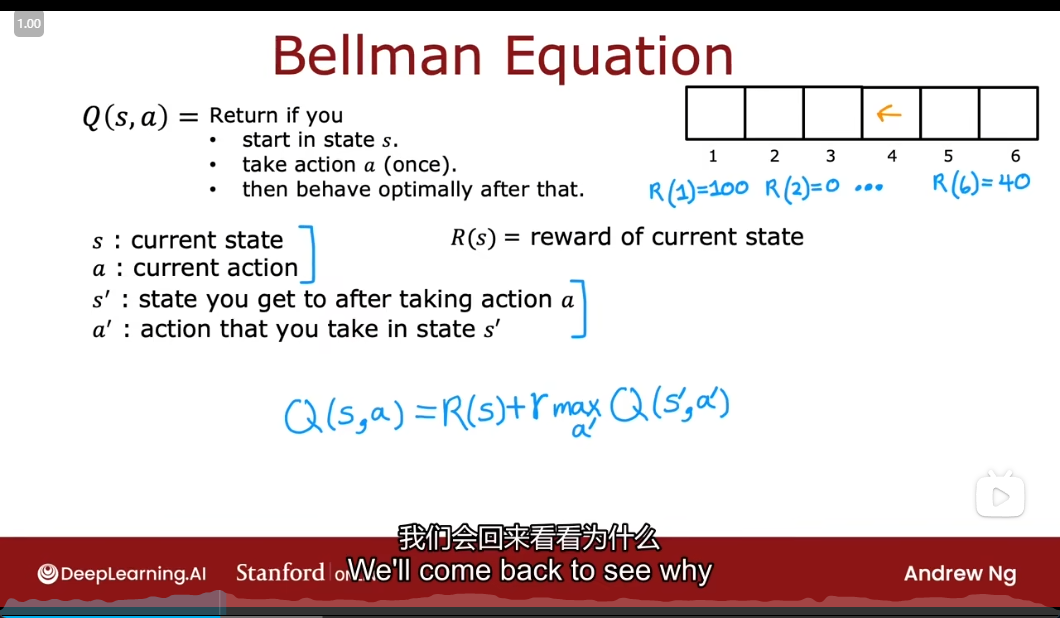 1.00
Bellman Equation
Q(s,a) = Return if you
• start in state s.
• take action a (once).
• then behave optimally after that.
←
1 2 3 4 5 6
R(1)=100 R(2)=0 ... R(6)=40
s : current state
R(s) = reward of current state
a : current action
s′ : state you get to after taking action a
a′ : action that you take in state s′
Q(s,a) = R(s)+γ max Q(s′,a′)
a′
我们会回来看看为什么
DeepLearning.AI Stanford We'll come back to see why Andrew Ng